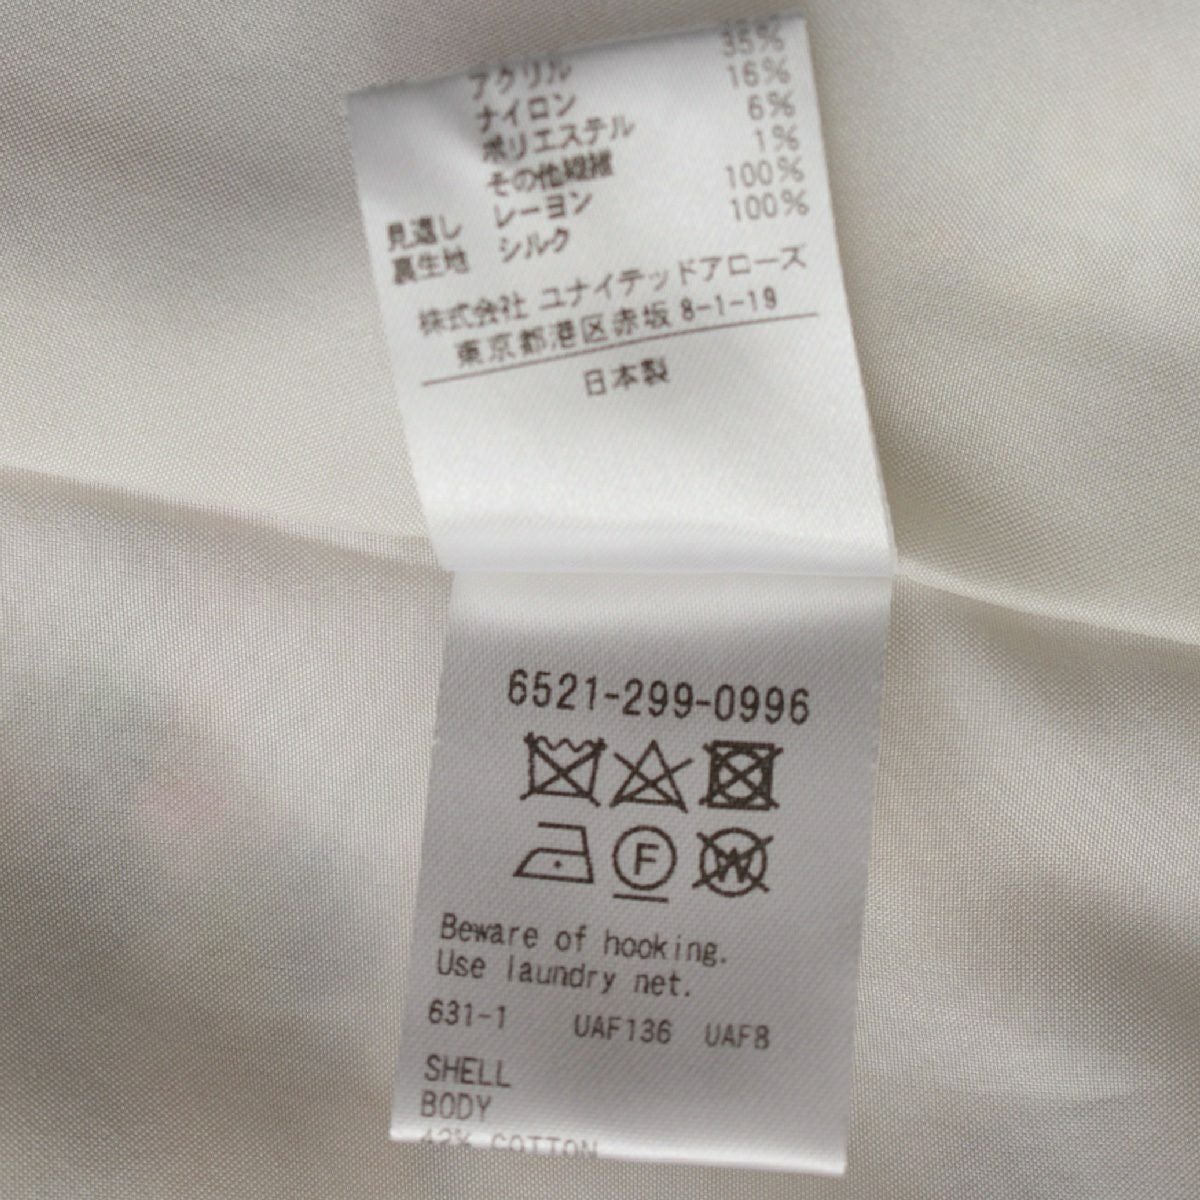 35%
アクリル 16%
ナイロン 6%
ポリエステル 1%
その他繊維 100%
見返し レーヨン 100%
裏生地 シルク
株式会社 ユナイテッドアローズ
東京都港区赤坂 8-1-19
日本製
6521-299-0996
F W
Beware of hooking.
Use laundry net.
631-1 UAF136 UAF8
SHELL
BODY
42% COTTON